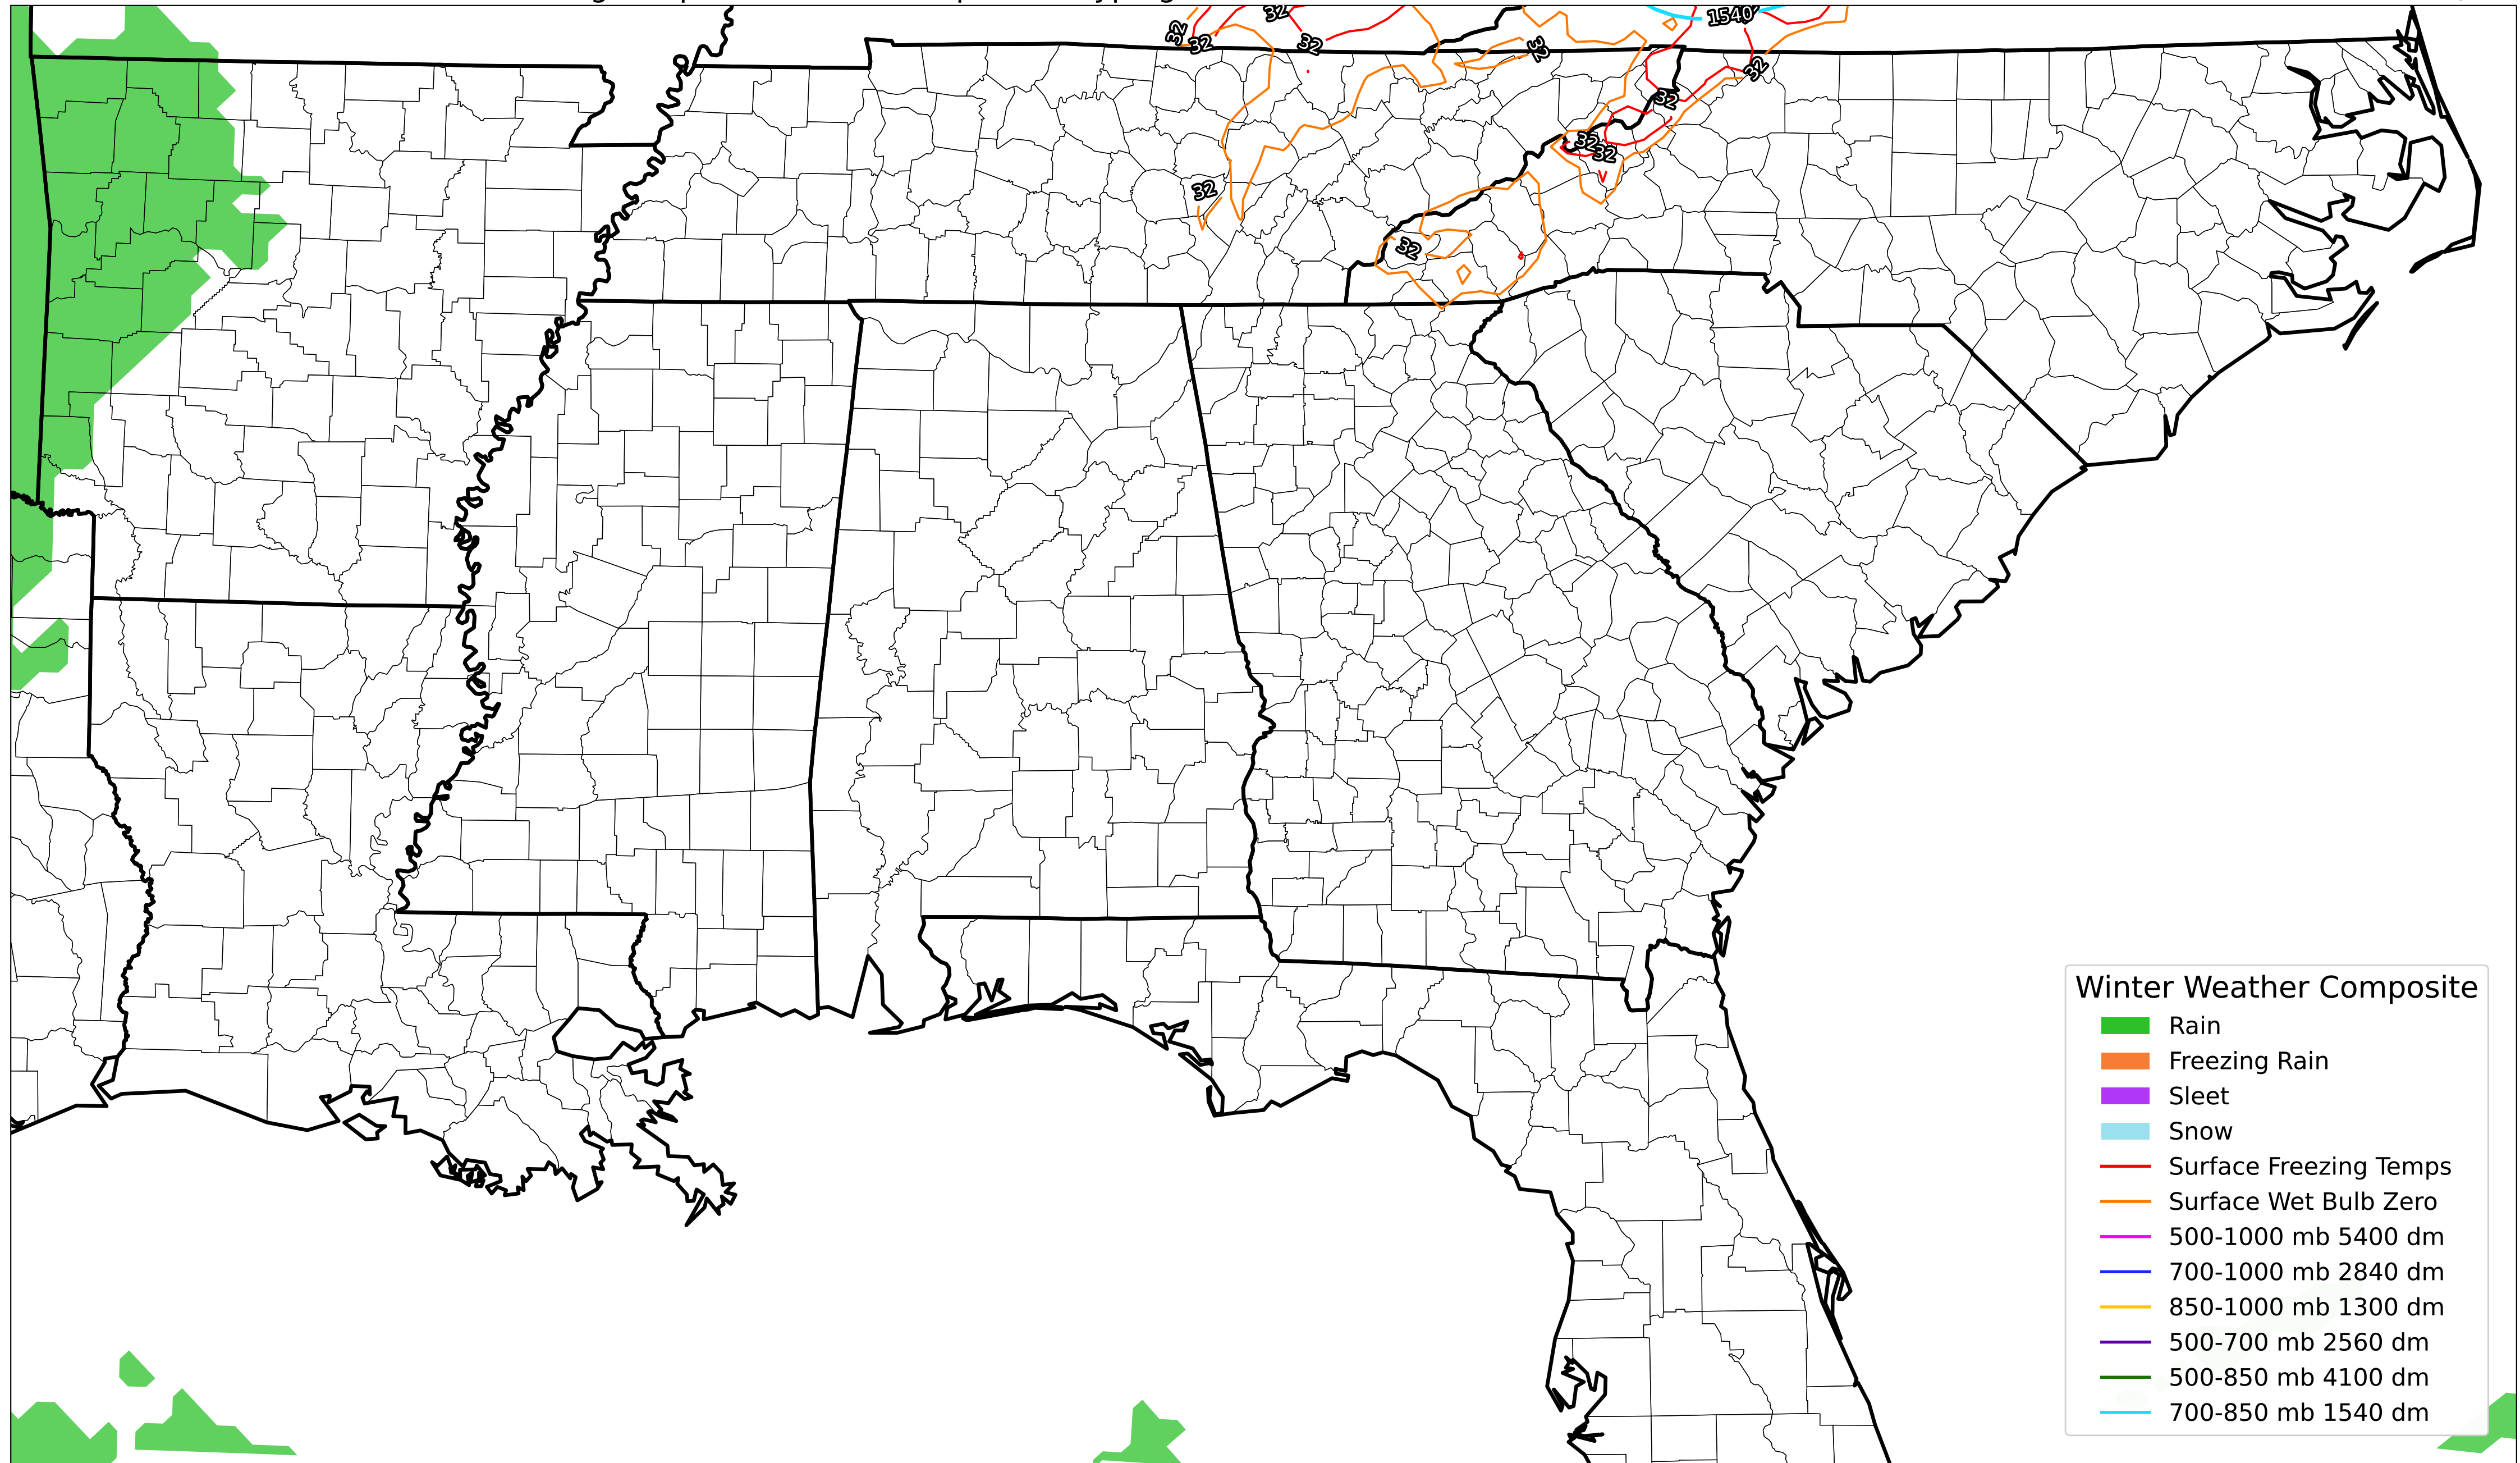 32
32
32
32
32
1540
32
32
32
32
32
32
Winter Weather Composite
Rain
Freezing Rain
Sleet
Snow
Surface Freezing Temps
Surface Wet Bulb Zero
500-1000 mb 5400 dm
700-1000 mb 2840 dm
850-1000 mb 1300 dm
500-700 mb 2560 dm
500-850 mb 4100 dm
700-850 mb 1540 dm